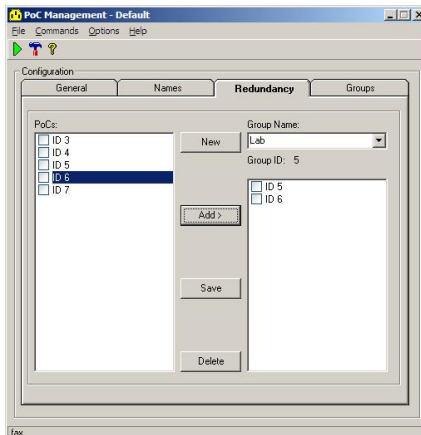 PoC Management - Default
File Commands Options Help
Configuration
General Names Redundancy Groups
PoCs:
ID 3
ID 4
ID 5
ID 6
ID 7
New
Add >
Save
Delete
Group Name:
Lab
Group ID: 5
ID 5
ID 6
fax